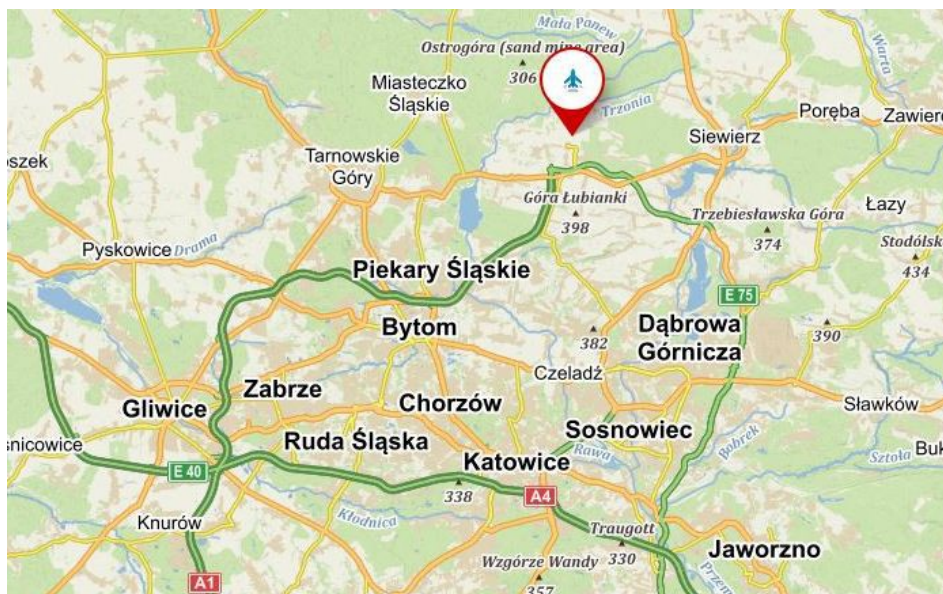 Mała Panew
Ostrogóra (sand mine area)
306
Warta
Miasteczko
Śląskie
Trzonia
Poręba
Zawierc
Siewierz
oszek
Tarnowskie
Góry
Góra Łubianki
398
Łazy
Trzebiesławska Góra
374
Stodólsk
434
Pyskowice
Drama
Piekary Śląskie
E 75
Bytom
Dąbrowa
Górnicza
382
390
Czeladź
Zabrze
Gliwice
Chorzów
Sławków
Ruda Śląska
Sosnowiec
śnicowice
Bobrek
Rawa
Sztoła
Buk
Katowice
E 40
338
A4
Knurów
Kłodnica
Traugott
330
Jaworzno
Wzgórze Wandy
357
A1
Przem